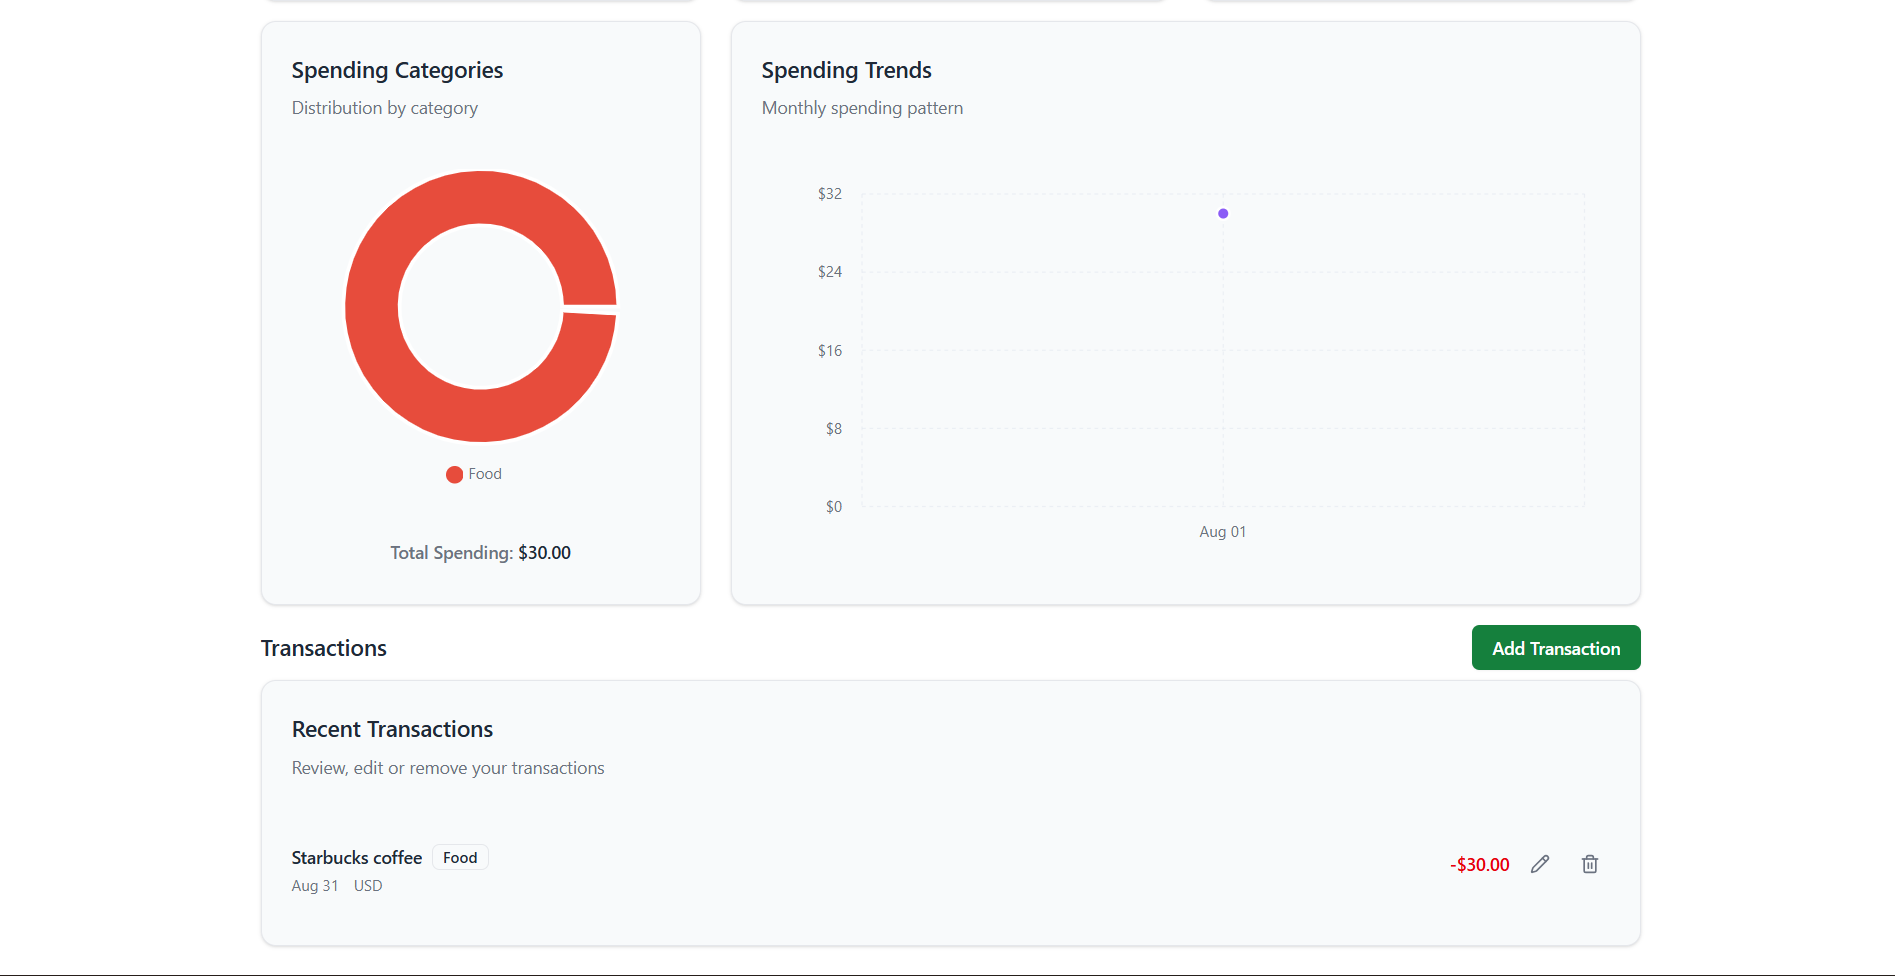 Spending Categories
Distribution by category
Food
Total Spending: $30.00
Spending Trends
Monthly spending pattern
$32
$24
$16
$8
$0
Aug 01
Transactions
Add Transaction
Recent Transactions
Review, edit or remove your transactions
Starbucks coffee Food
Aug 31 USD
-$30.00